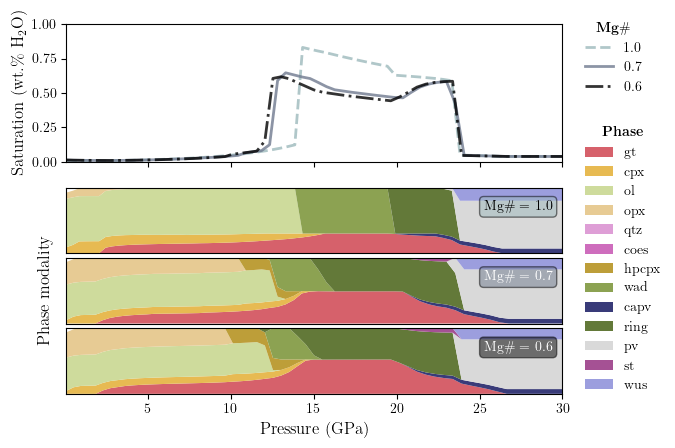 Saturation (wt.% H₂O)
1.00
0.75
0.50
0.25
0.00
Mg#
1.0
0.7
0.6
Phase
gt
cpx
ol
opx
qtz
coes
hpcpx
wad
capv
ring
pv
st
wus
Phase modality
Mg# = 1.0
Mg# = 0.7
Mg# = 0.6
5 10 15 20 25 30
Pressure (GPa)